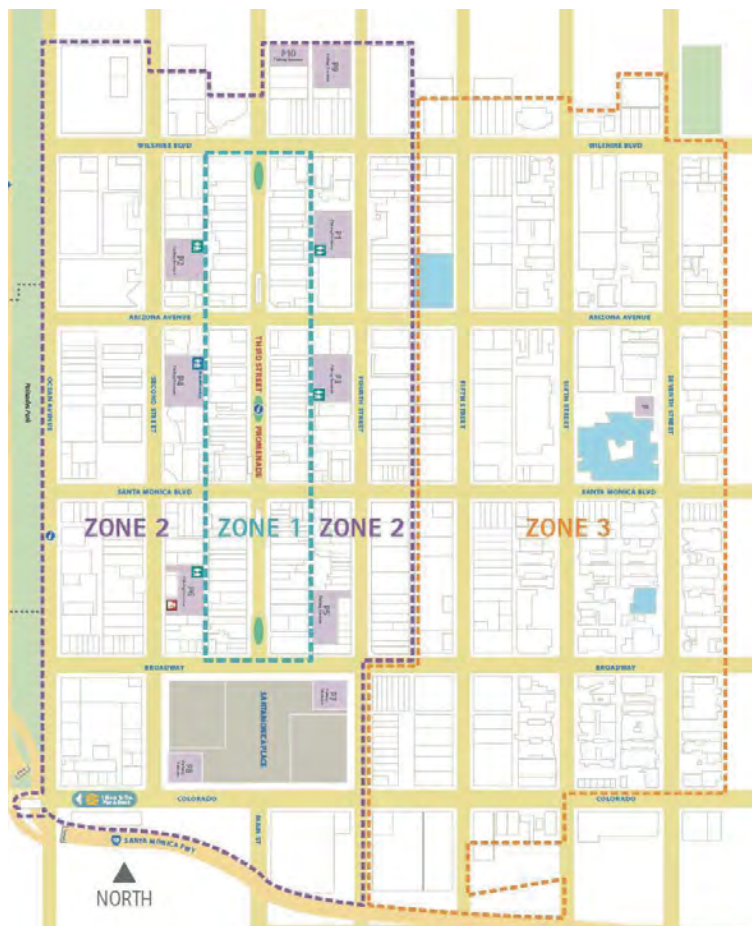 P10
P9
WILSHIRE BLVD
WILSHIRE BLVD
P1
P2
ARIZONA AVENUE
ARIZONA AVENUE
OCEAN AVENUE
SECOND STREET
THIRD STREET
PROMENADE
FOURTH STREET
FIFTH STREET
SIXTH STREET
SEVENTH STREET
Palisades Park
P4
P3
SANTA MONICA BLVD
SANTA MONICA BLVD
ZONE 2
ZONE 1
ZONE 2
ZONE 3
P6
P5
BROADWAY
BROADWAY
SANTA MONICA PLACE
P7
P8
COLORADO
COLORADO
MAIN ST
SANTA MONICA FWY
NORTH